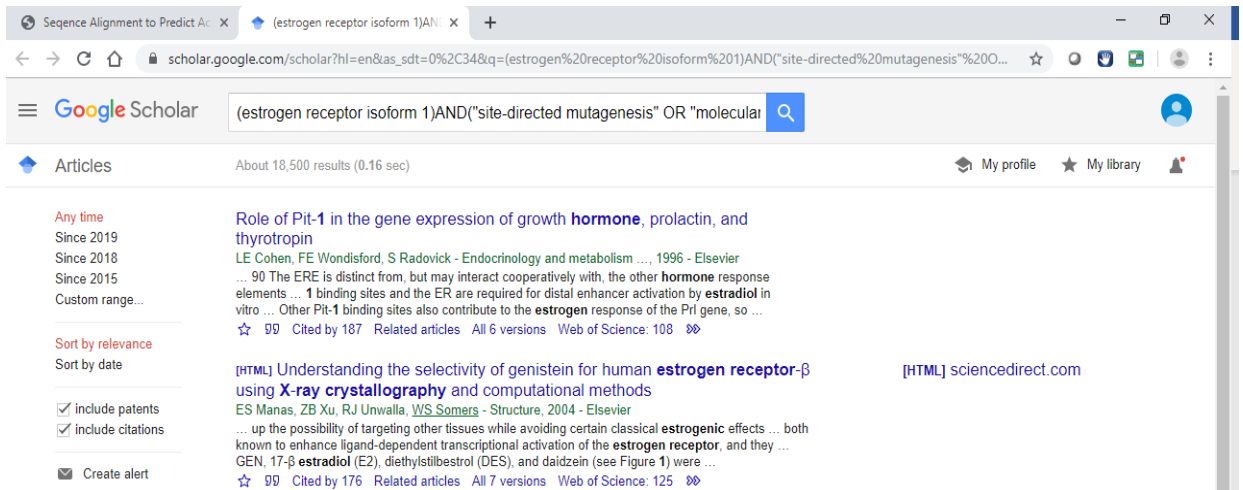 Seqence Alignment to Predict Ac
(estrogen receptor isoform 1)AN
scholar.google.com/scholar?hl=en&as_sdt=0%2C34&q=(estrogen%20receptor%20isoform%201)AND("site-directed%20mutagenesis"%20O...
Google Scholar
(estrogen receptor isoform 1)AND("site-directed mutagenesis" OR "molecular
Articles
About 18,500 results (0.16 sec)
My profile
My library
Any time
Since 2019
Since 2018
Since 2015
Custom range...
Sort by relevance
Sort by date
include patents
include citations
Create alert
Role of Pit-1 in the gene expression of growth hormone, prolactin, and
thyrotropin
LE Cohen, FE Wondisford, S Radovick - Endocrinology and metabolism ..., 1996 - Elsevier
... 90 The ERE is distinct from, but may interact cooperatively with, the other hormone response
elements ... 1 binding sites and the ER are required for distal enhancer activation by estradiol in
vitro ... Other Pit-1 binding sites also contribute to the estrogen response of the Prl gene, so ...
Cited by 187 Related articles All 6 versions Web of Science: 108
[HTML] Understanding the selectivity of genistein for human estrogen receptor-β
using X-ray crystallography and computational methods
ES Manas, ZB Xu, RJ Unwalla, WS Somers - Structure, 2004 - Elsevier
... up the possibility of targeting other tissues while avoiding certain classical estrogenic effects ... both
known to enhance ligand-dependent transcriptional activation of the estrogen receptor, and they ...
GEN, 17-β estradiol (E2), diethylstilbestrol (DES), and daidzein (see Figure 1) were ...
Cited by 176 Related articles All 7 versions Web of Science: 125
[HTML] sciencedirect.com